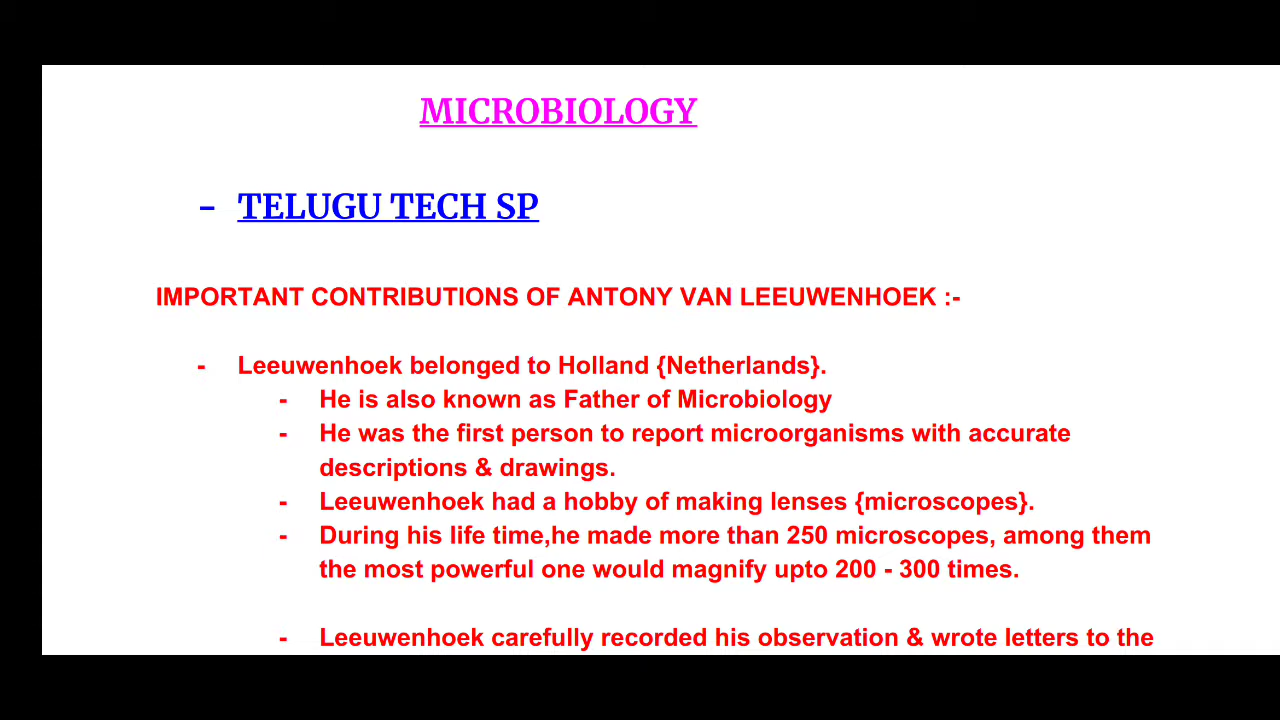 MICROBIOLOGY
- TELUGU TECH SP
IMPORTANT CONTRIBUTIONS OF ANTONY VAN LEEUWENHOEK :-
- Leeuwenhoek belonged to Holland {Netherlands}.
- He is also known as Father of Microbiology
- He was the first person to report microorganisms with accurate
descriptions & drawings.
- Leeuwenhoek had a hobby of making lenses {microscopes}.
- During his life time,he made more than 250 microscopes, among them
the most powerful one would magnify upto 200 - 300 times.
- Leeuwenhoek carefully recorded his observation & wrote letters to the